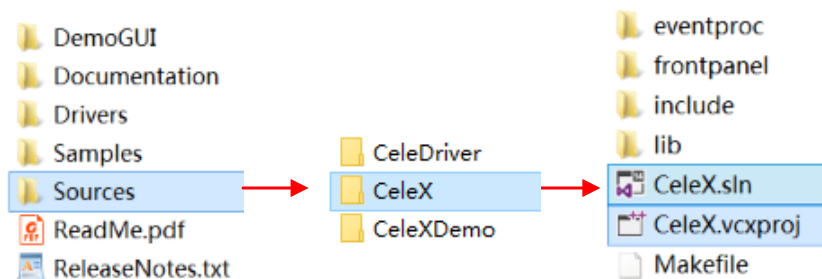 DemoGUI
Documentation
Drivers
Samples
Sources
ReadMe.pdf
ReleaseNotes.txt
CeleDriver
CeleX
CeleXDemo
eventproc
frontpanel
include
lib
CeleX.sln
CeleX.vcxproj
Makefile